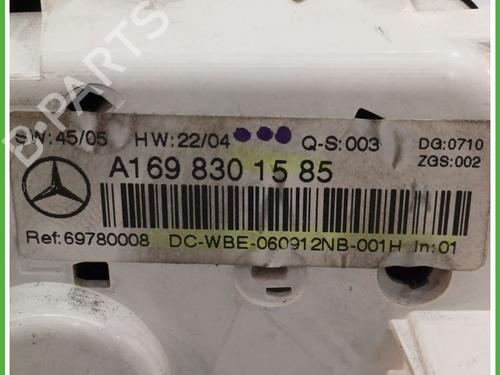 B-PARTS
SW:45/05 HW:22/04 Q-S:003 DG:0710
ZGS:002
A169 830 15 85
Ref:69780008 DC-WBE-060912NB-001H In:01